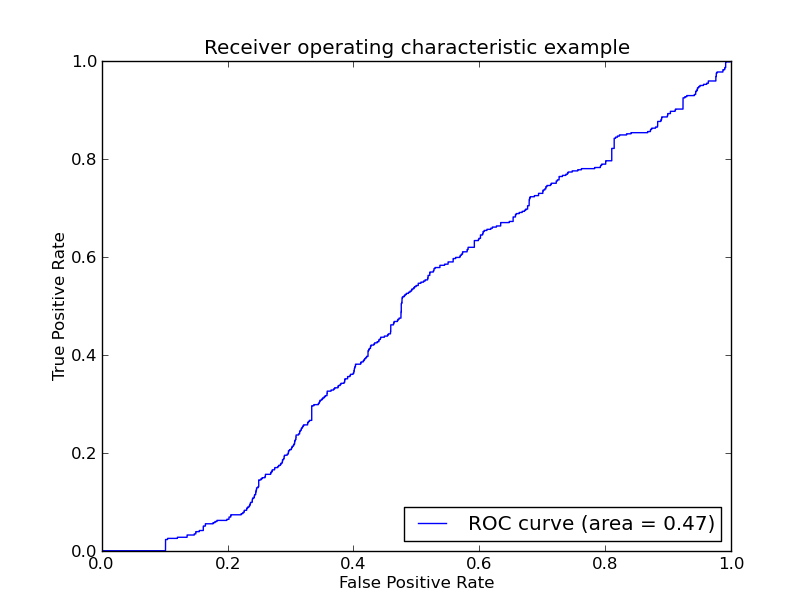 Receiver operating characteristic example
True Positive Rate
1.0
0.8
0.6
0.4
0.2
0.0
ROC curve (area = 0.47)
0.0 0.2 0.4 0.6 0.8 1.0
False Positive Rate